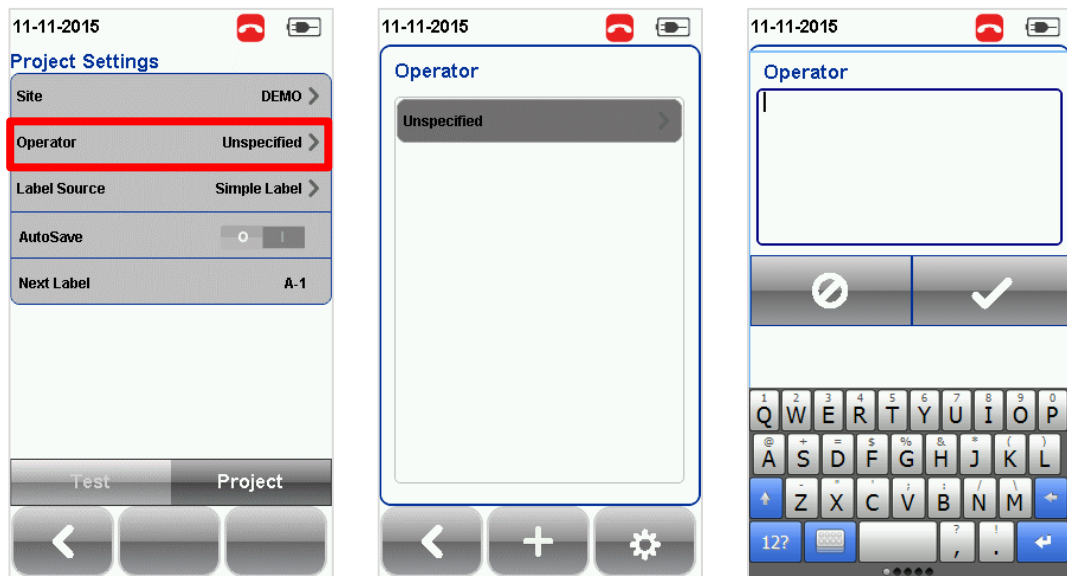 11-11-2015
Project Settings
Site DEMO
Operator Unspecified
Label Source Simple Label
AutoSave O I
Next Label A-1
Test Project
11-11-2015
Operator
Unspecified
11-11-2015
Operator
1 2 3 4 5 6 7 8 9 0
Q W E R T Y U I O P
@ + = $ % & * ( )
A S D F G H J K L
- " ' ; : / \
Z X C V B N M
? !
12? , .